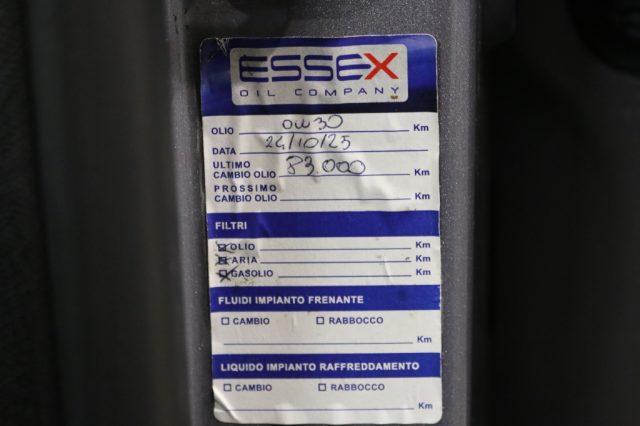 ESSEX
OIL COMPANY
OLIO 0W30 Km
DATA 24/10/25
ULTIMO
CAMBIO OLIO 83.000 Km
PROSSIMO
CAMBIO OLIO Km
FILTRI
OLIO Km
ARIA Km
GASOLIO Km
FLUIDI IMPIANTO FRENANTE
CAMBIO RABBOCCO
Km
LIQUIDO IMPIANTO RAFFREDDAMENTO
CAMBIO RABBOCCO
Km